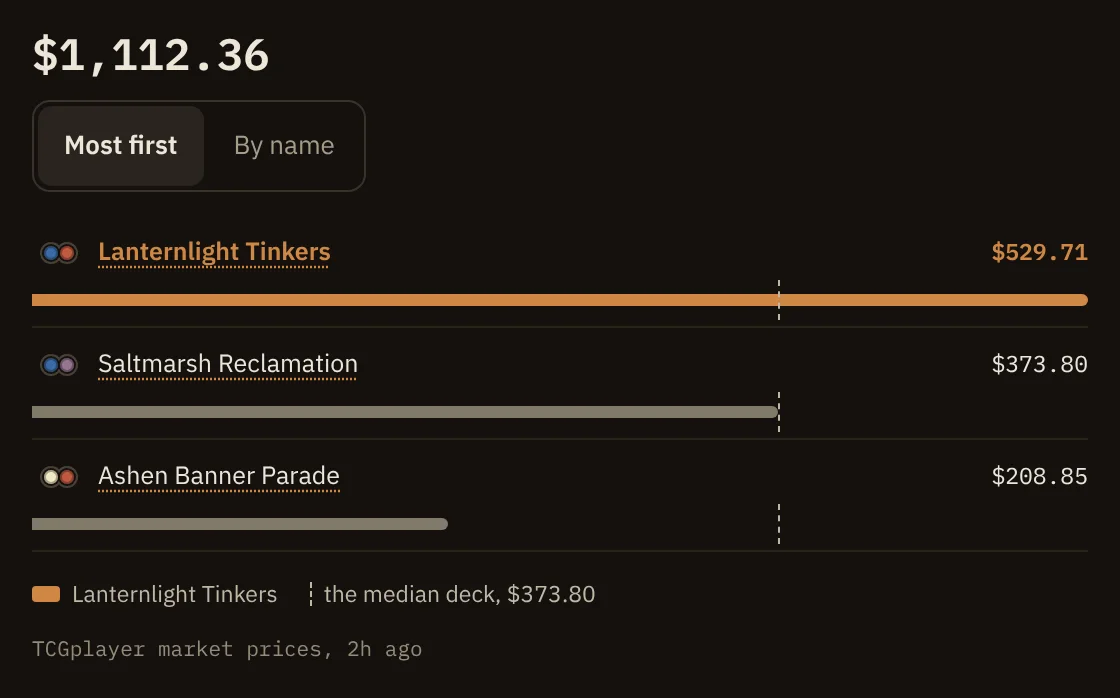 $1,112.36
Most first By name
Lanternlight Tinkers $529.71
Saltmarsh Reclamation $373.80
Ashen Banner Parade $208.85
Lanternlight Tinkers the median deck, $373.80
TCGplayer market prices, 2h ago